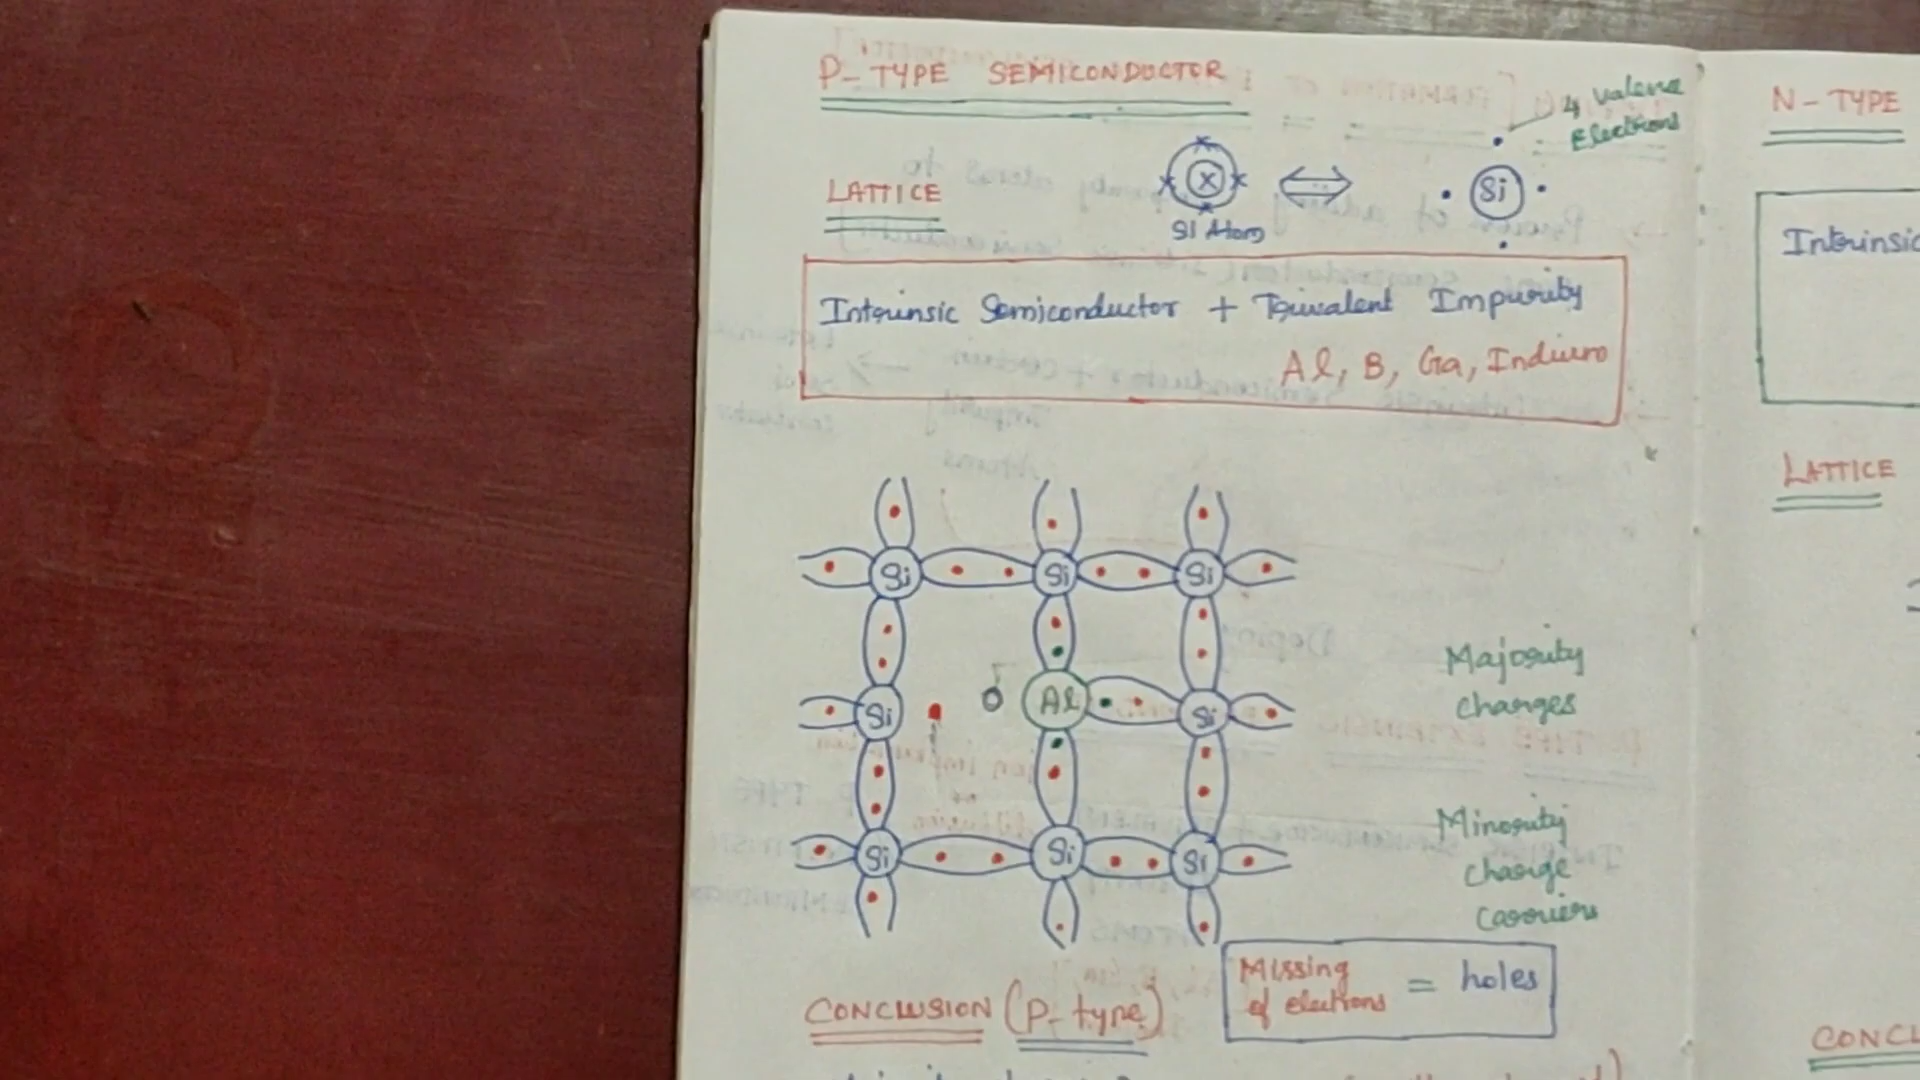 P-TYPE SEMICONDUCTOR
4 Valence
Electrons
LATTICE
Si
Si Atom
Intrinsic Semiconductor + Trivalent Impurity
Al, B, Ga, Indium
Si Si Si
Si Al Si
Si Si Si
Majority
charges
Minority
charge
carriers
Missing
of electrons = holes
CONCLUSION (P-type)
N-TYPE
Intrinsic
LATTICE